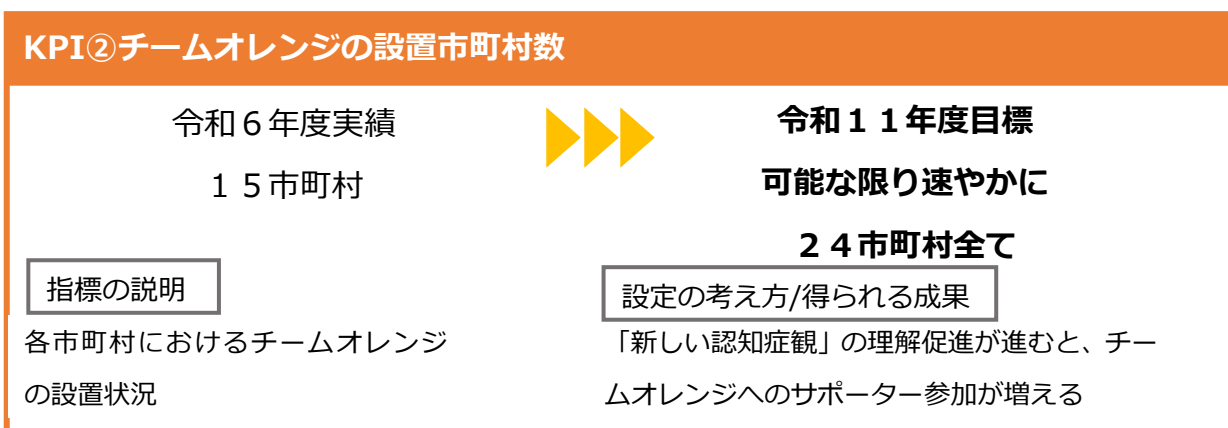 KPI②チームオレンジの設置市町村数
令和６年度実績
１５市町村
令和１１年度目標
可能な限り速やかに
２４市町村全て
指標の説明
各市町村におけるチームオレンジ
の設置状況
設定の考え方/得られる成果
「新しい認知症観」の理解促進が進むと、チー
ムオレンジへのサポーター参加が増える